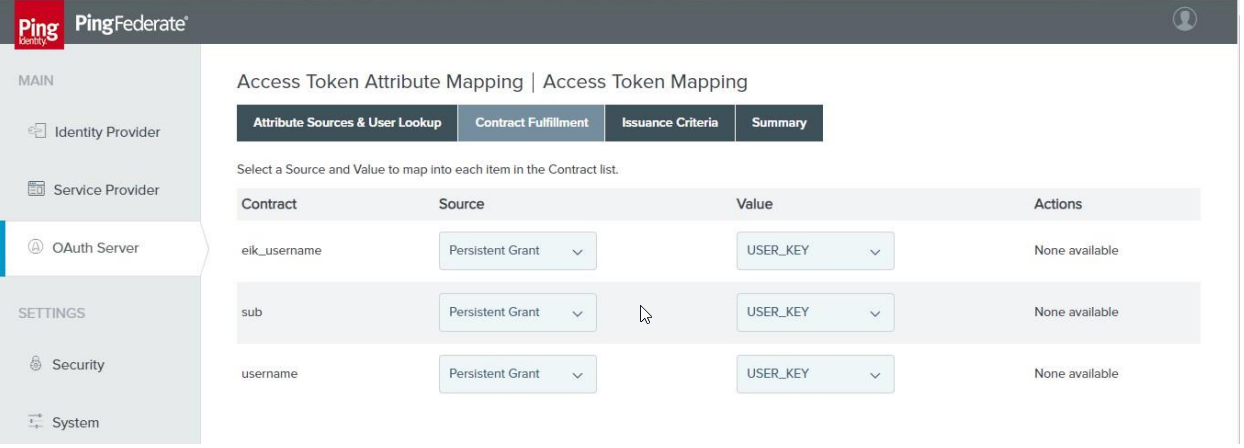 Ping Identity. PingFederate®
MAIN
Identity Provider
Service Provider
OAuth Server
SETTINGS
Security
System
Access Token Attribute Mapping | Access Token Mapping
Attribute Sources & User Lookup Contract Fulfillment Issuance Criteria Summary
Select a Source and Value to map into each item in the Contract list.
Contract Source Value Actions
eik_username Persistent Grant USER_KEY None available
sub Persistent Grant USER_KEY None available
username Persistent Grant USER_KEY None available